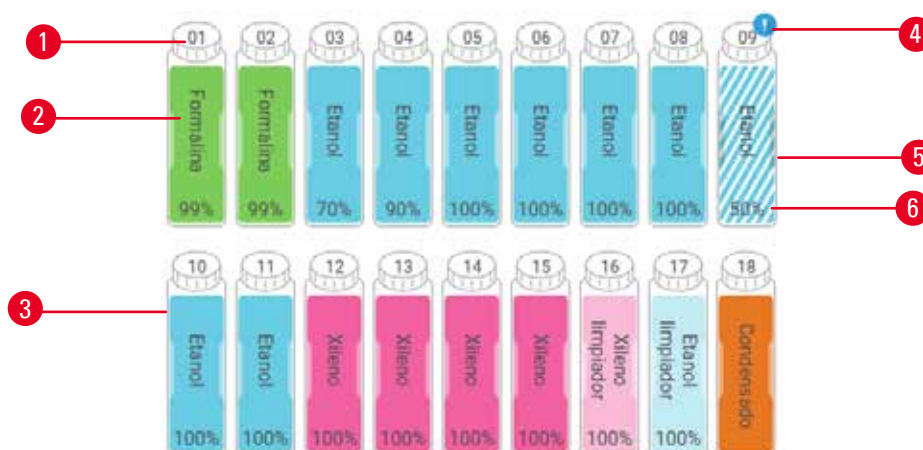 1
01 02 03 04 05 06 07 08 09 !
4
2
Formalina Formalina Etanol Etanol Etanol Etanol Etanol Etanol Etanol
5
99% 99% 70% 90% 100% 100% 100% 100% 50%
6
10 11 12 13 14 15 16 17 18
3
Etanol Etanol Xileno Xileno Xileno Xileno Xileno limpiador Etanol limpiador Condensado
100% 100% 100% 100% 100% 100% 100% 100%